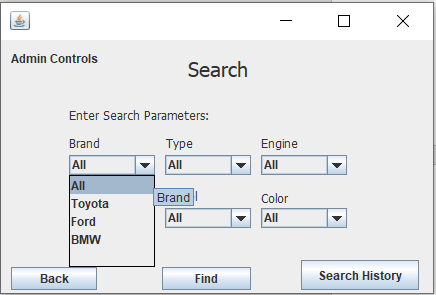 Admin Controls
Search
Enter Search Parameters:
Brand Type Engine
All All All
All
Toyota
Ford
BMW
Brand
Color
All All
Back Find Search History